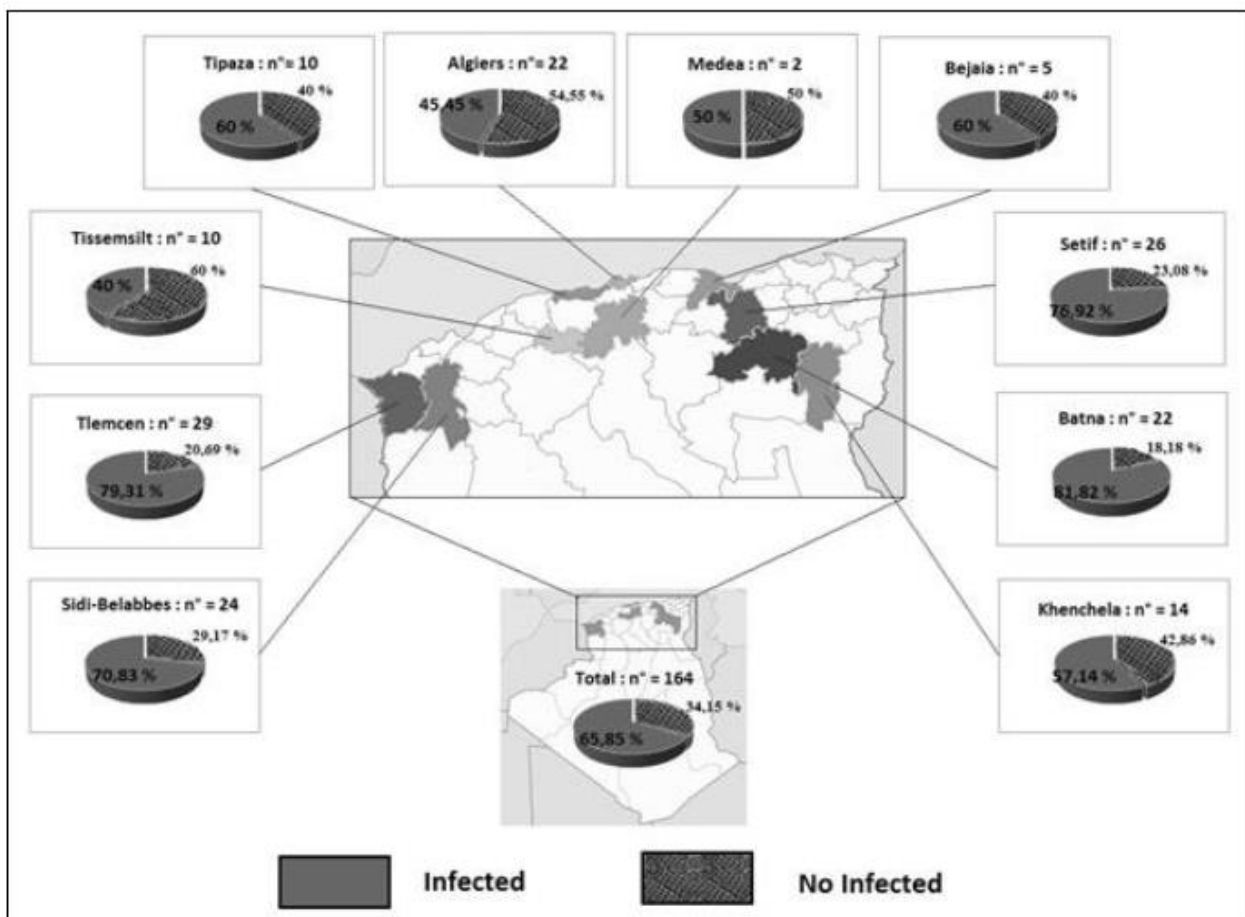 Tipaza : n°= 10
40 %
60 %
Algiers : n°= 22
45,45 %
54,55 %
Medea : n° = 2
50 %
50 %
Bejaia : n° = 5
40 %
60 %
Tissemsilt : n° = 10
60 %
40 %
Setif : n° = 26
23,08 %
76,92 %
Tlemcen : n° = 29
20,69 %
79,31 %
Batna : n° = 22
18,18 %
81,82 %
Sidi-Belabbes : n° = 24
29,17 %
70,83 %
Khenchela : n° = 14
42,86 %
57,14 %
Total : n° = 164
34,15 %
65,85 %
Infected
No Infected